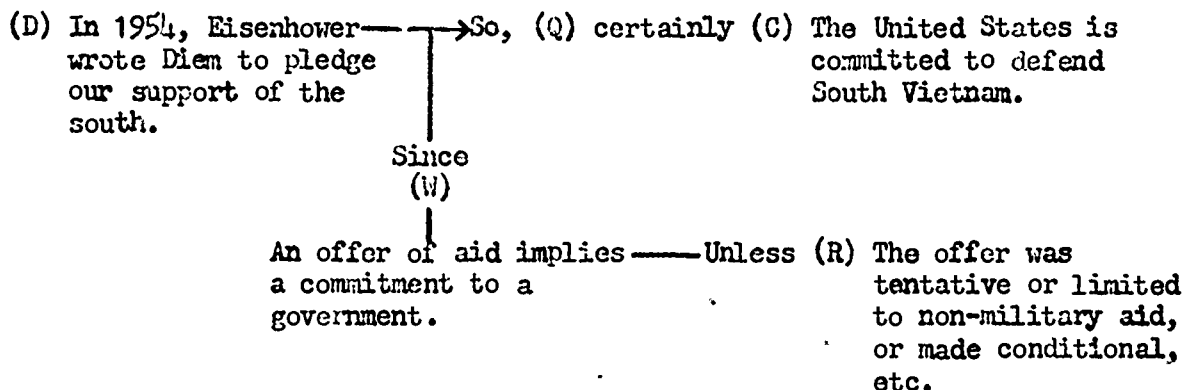 (D) In 1954, Eisenhower So, (Q) certainly (C) The United States is
wrote Diem to pledge committed to defend
our support of the South Vietnam.
south.
Since
(W)
An offer of aid implies Unless (R) The offer was
a commitment to a tentative or limited
government. to non-military aid,
or made conditional,
etc.